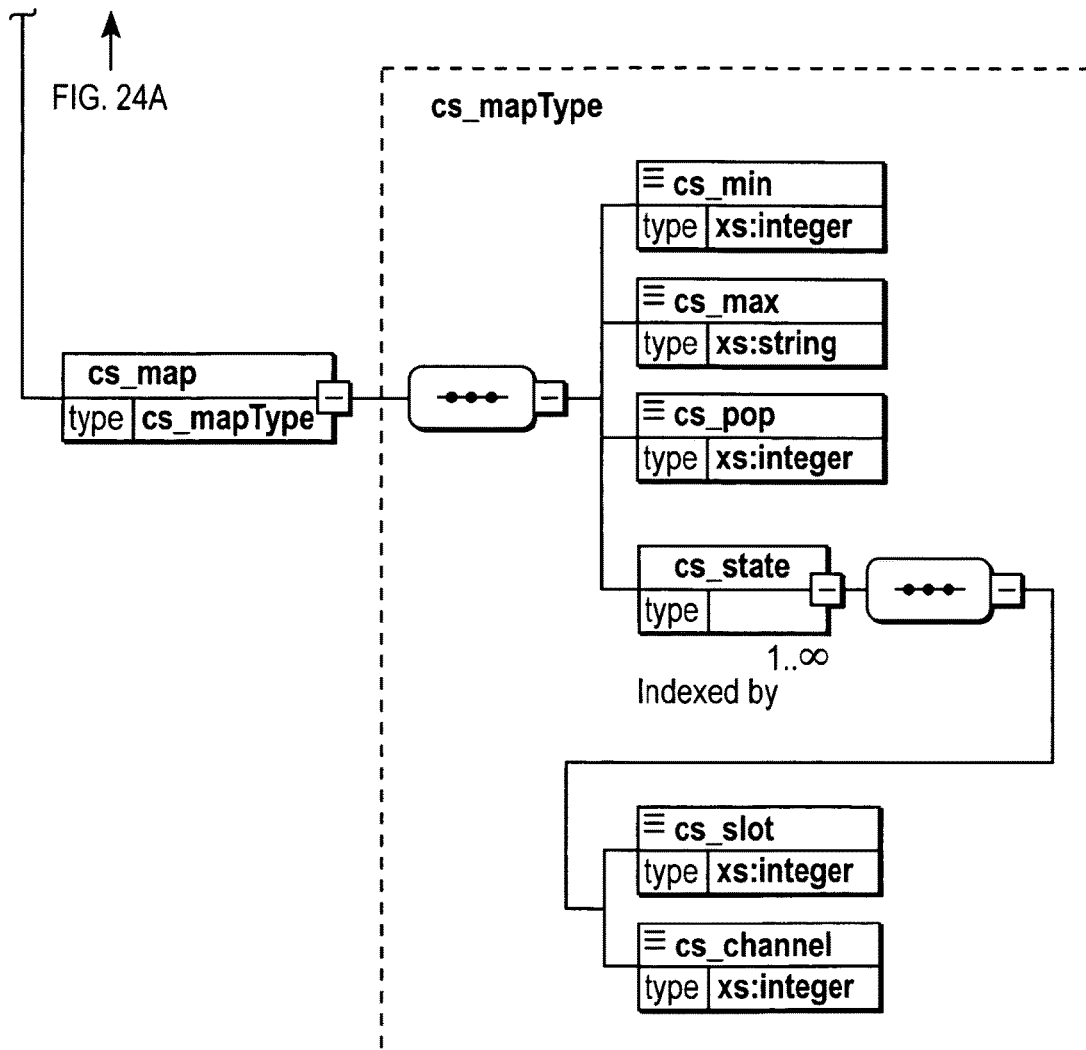 FIG. 24A
cs_mapType
cs_min
type xs:integer
cs_max
type xs:string
cs_map
type cs_mapType
cs_pop
type xs:integer
cs_state
type
1..∞
Indexed by
cs_slot
type xs:integer
cs_channel
type xs:integer